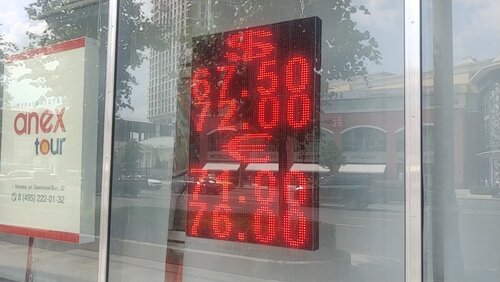 anex
tour
8 (495) 222-01-32
$
67.50
72.00
€
76.00